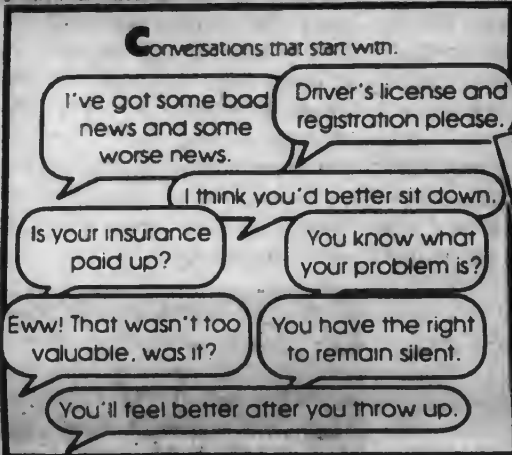 Conversations that start with.
I've got some bad
news and some
worse news.
Driver's license and
registration please.
I think you'd better sit down.
Is your insurance
paid up?
You know what
your problem is?
Eww! That wasn't too
valuable, was it?
You have the right
to remain silent.
You'll feel better after you throw up.